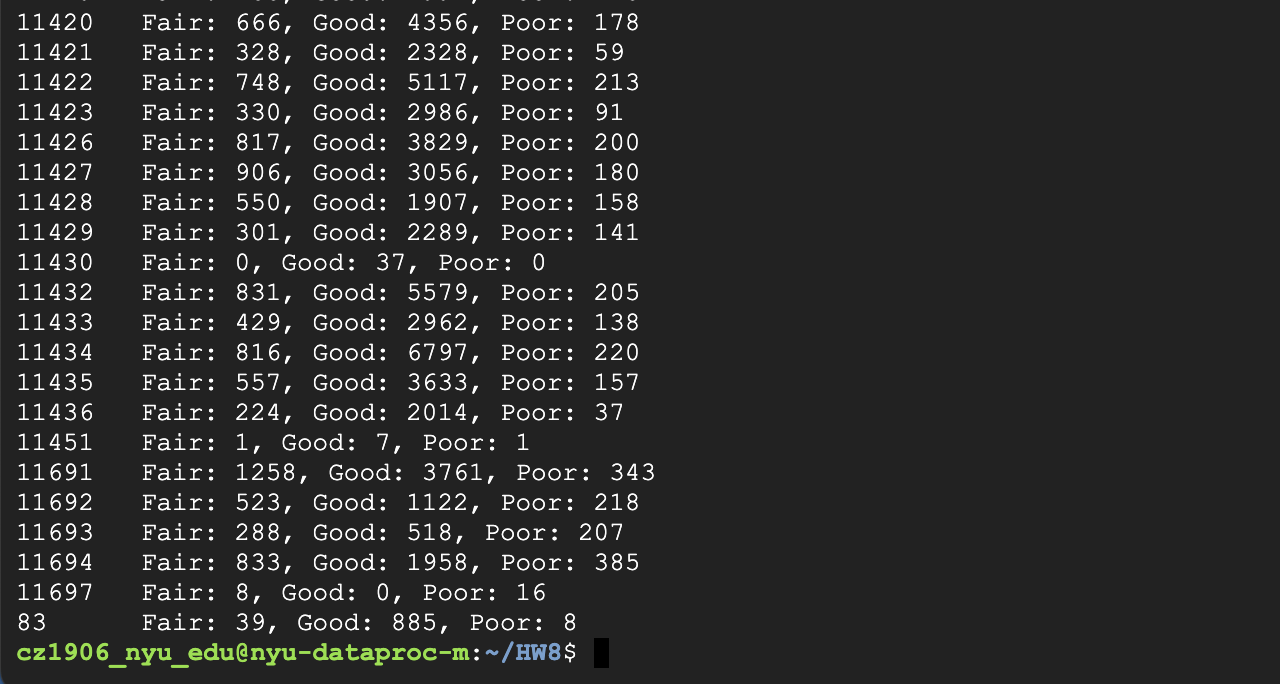 11420   Fair: 666, Good: 4356, Poor: 178
11421   Fair: 328, Good: 2328, Poor: 59
11422   Fair: 748, Good: 5117, Poor: 213
11423   Fair: 330, Good: 2986, Poor: 91
11426   Fair: 817, Good: 3829, Poor: 200
11427   Fair: 906, Good: 3056, Poor: 180
11428   Fair: 550, Good: 1907, Poor: 158
11429   Fair: 301, Good: 2289, Poor: 141
11430   Fair: 0, Good: 37, Poor: 0
11432   Fair: 831, Good: 5579, Poor: 205
11433   Fair: 429, Good: 2962, Poor: 138
11434   Fair: 816, Good: 6797, Poor: 220
11435   Fair: 557, Good: 3633, Poor: 157
11436   Fair: 224, Good: 2014, Poor: 37
11451   Fair: 1, Good: 7, Poor: 1
11691   Fair: 1258, Good: 3761, Poor: 343
11692   Fair: 523, Good: 1122, Poor: 218
11693   Fair: 288, Good: 518, Poor: 207
11694   Fair: 833, Good: 1958, Poor: 385
11697   Fair: 8, Good: 0, Poor: 16
83      Fair: 39, Good: 885, Poor: 8
cz1906_nyu_edu@nyu-dataproc-m:~/HW8$